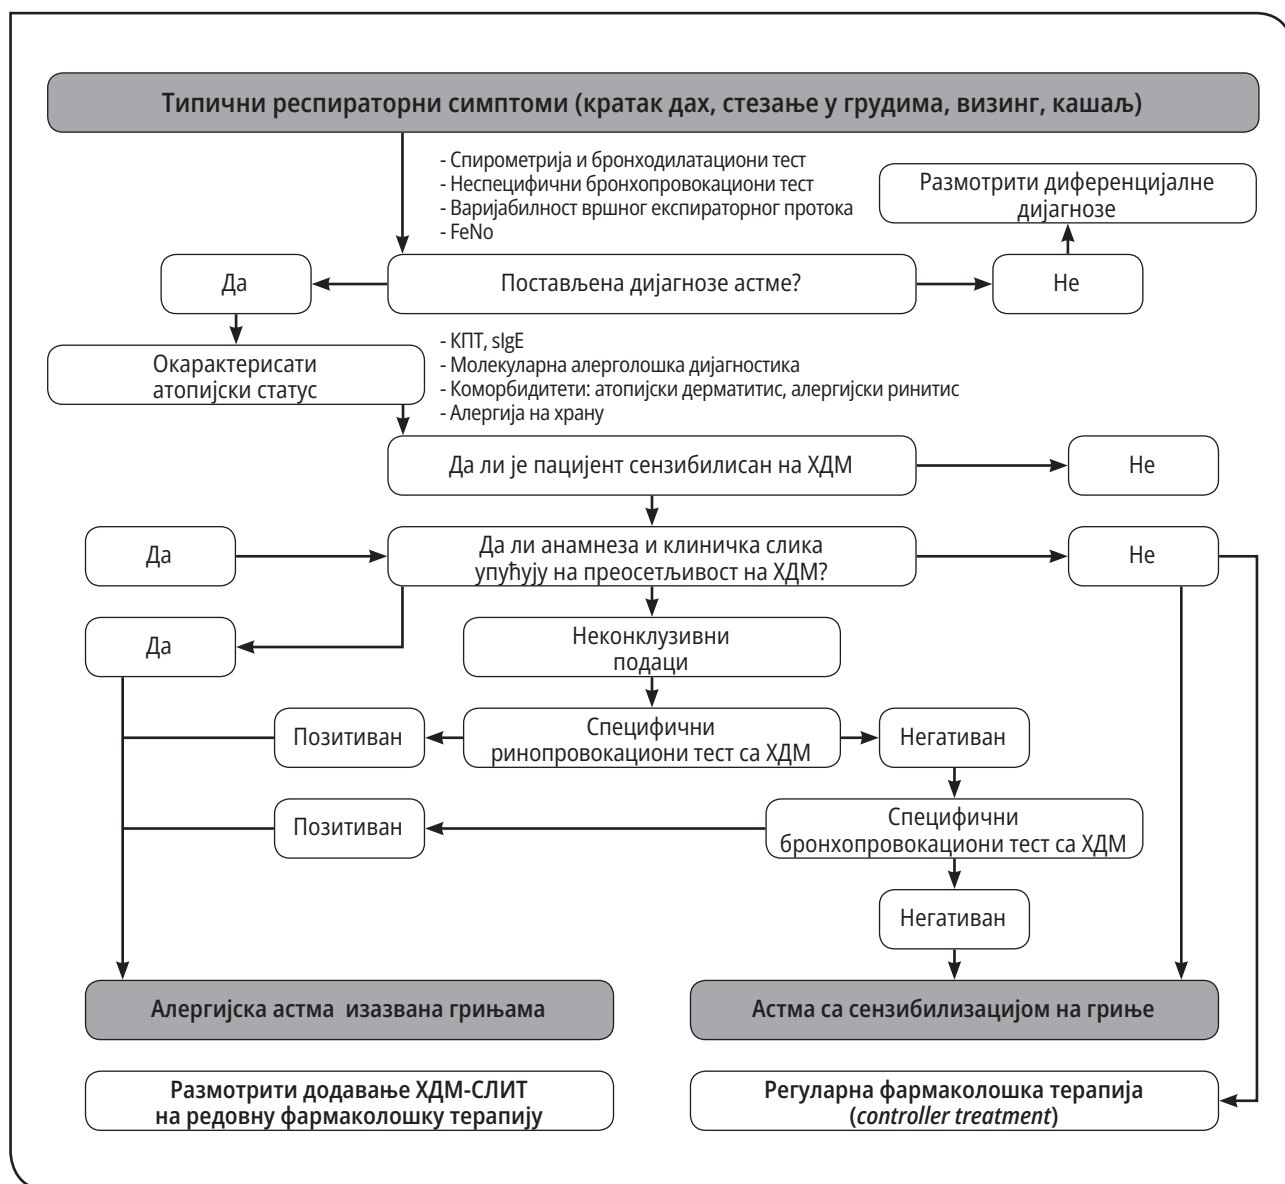 Типични респираторни симптоми (кратак дах, стезање у грудима, визинг, кашаљ)
- Спирометрија и бронходилатациони тест
- Неспецифични бронхопровокациони тест
- Варијабилност вршног експираторног протока
- FeNo
Размотрити диференцијалне
дијагнозе
Да
Постављена дијагнозе астме?
Не
Окарактерисати
атопијски статус
- КПТ, sIgE
- Молекуларна алерголошка дијагностика
- Коморбидитети: атопијски дерматитис, алергијски ринитис
- Алергија на храну
Да ли је пацијент сензибилисан на ХДМ
Не
Да
Да ли анамнеза и клиничка слика
упућују на преосетљивост на ХДМ?
Не
Да
Неконклузивни
подаци
Позитиван
Специфични
ринопровокациони тест са ХДМ
Негативан
Позитиван
Специфични
бронхопровокациони тест са ХДМ
Негативан
Алергијска астма изазвана грињама
Астма са сензибилизацијом на гриње
Размотрити додавање ХДМ-СЛИТ
на редовну фармаколошку терапију
Регуларна фармаколошка терапија
(controller treatment)